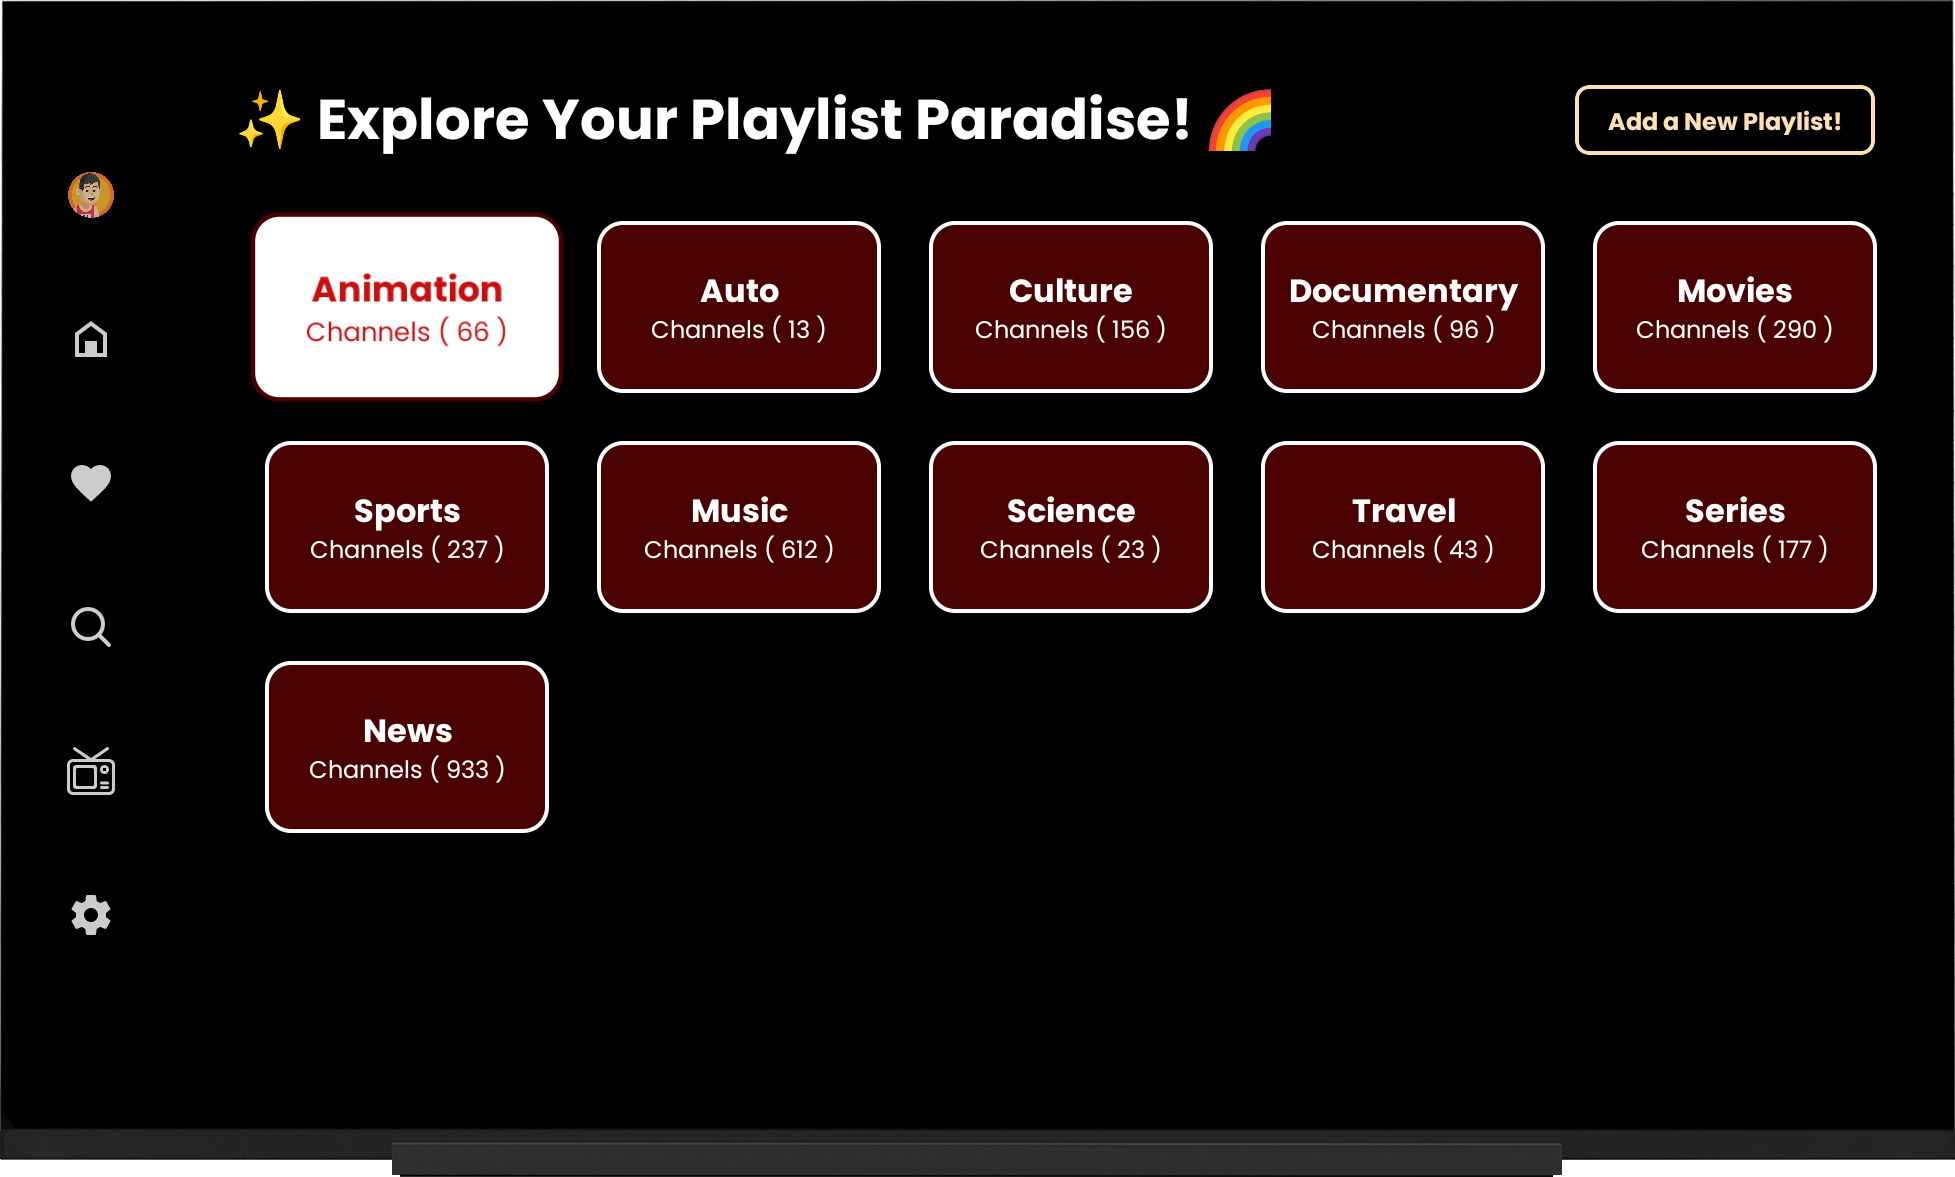 ✨ Explore Your Playlist Paradise! 🌈
Add a New Playlist!
Animation
Channels ( 66 )
Auto
Channels ( 13 )
Culture
Channels ( 156 )
Documentary
Channels ( 96 )
Movies
Channels ( 290 )
Sports
Channels ( 237 )
Music
Channels ( 612 )
Science
Channels ( 23 )
Travel
Channels ( 43 )
Series
Channels ( 177 )
News
Channels ( 933 )